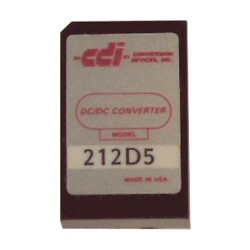 cdi CONVERSION
DEVICES, INC.
DC/DC CONVERTER
MODEL
212D5
MADE IN USA